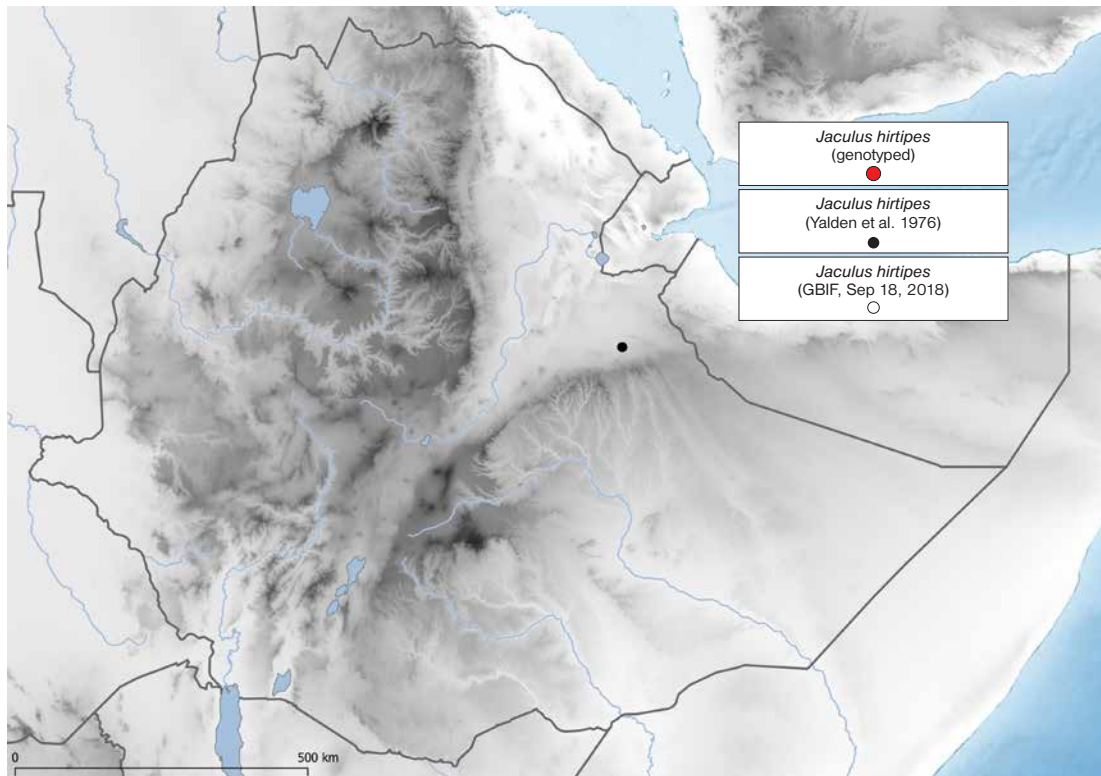 Jaculus hirtipes
(genotyped)
Jaculus hirtipes
(Yalden et al. 1976)
Jaculus hirtipes
(GBIF, Sep 18, 2018)
0
500 km